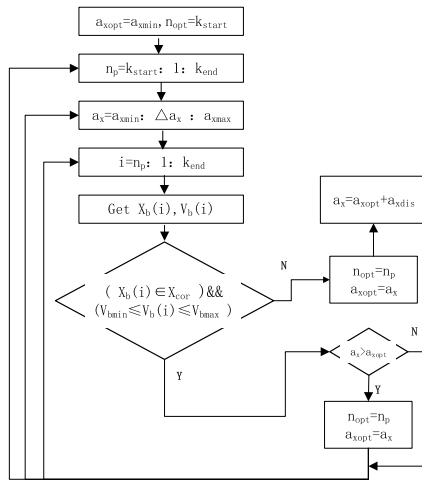 a_xopt=a_xmin, n_opt=k_start
n_p=k_start: 1: k_end
a_x=a_xmin: △a_x : a_xmax
i=n_p: 1: k_end
Get X_b(i), V_b(i)
( X_b(i)∈X_cor )&&
(V_bmin≤V_b(i)≤V_bmax )
N
n_opt=n_p
a_xopt=a_x
a_x=a_xopt+a_xdis
Y
a_x>a_xopt
N
Y
n_opt=n_p
a_xopt=a_x